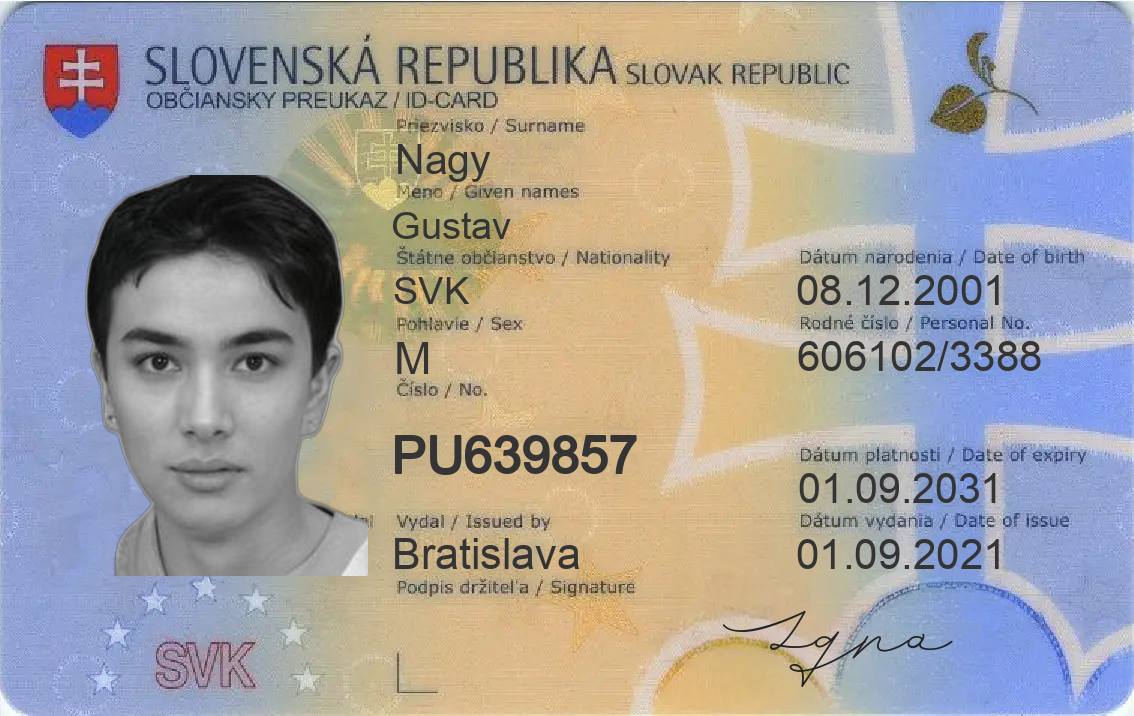 SLOVENSKÁ REPUBLIKA SLOVAK REPUBLIC
OBČIANSKY PREUKAZ / ID-CARD
Priezvisko / Surname
Nagy
Meno / Given names
Gustav
Štátne občianstvo / Nationality
SVK
Dátum narodenia / Date of birth
08.12.2001
Pohlavie / Sex
M
Rodné číslo / Personal No.
606102/3388
Číslo / No.
PU639857
Dátum platnosti / Date of expiry
01.09.2031
Vydal / Issued by
Bratislava
Dátum vydania / Date of issue
01.09.2021
Podpis držiteľa / Signature
SVK